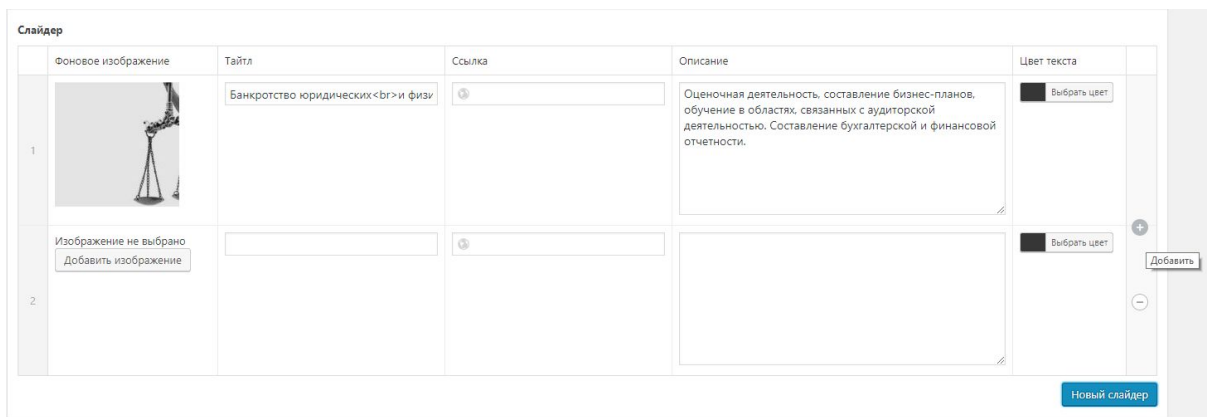 Слайдер
Фоновое изображение
Тайтл
Ссылка
Описание
Цвет текста
1
Банкротство юридических<br>и физи
Оценочная деятельность, составление бизнес-планов,
обучение в областях, связанных с аудиторской
деятельностью. Составление бухгалтерской и финансовой
отчетности.
Выбрать цвет
2
Изображение не выбрано
Добавить изображение
Выбрать цвет
Добавить
Новый слайдер